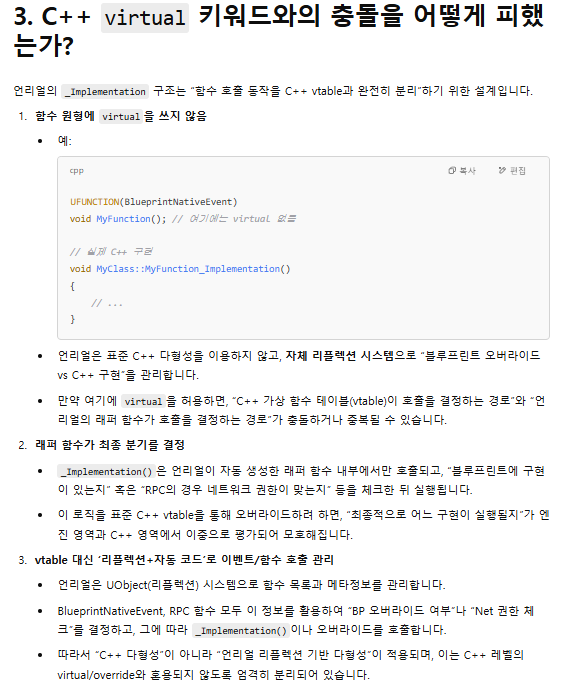 3. C++ virtual 키워드와의 충돌을 어떻게 피했
는가?
언리얼의 _Implementation 구조는 “함수 호출 동작을 C++ vtable과 완전히 분리”하기 위한 설계입니다.
1. 함수 원형에 virtual 을 쓰지 않음
• 예:
cpp 복사 편집
UFUNCTION(BlueprintNativeEvent)
void MyFunction(); // 여기에는 virtual 없음
// 실제 C++ 구현
void MyClass::MyFunction_Implementation()
{
// ...
}
• 언리얼은 표준 C++ 다형성을 이용하지 않고, 자체 리플렉션 시스템으로 “블루프린트 오버라이드
vs C++ 구현”을 관리합니다.
• 만약 여기에 virtual 을 허용하면, “C++ 가상 함수 테이블(vtable)이 호출을 결정하는 경로”와 “언
리얼의 래퍼 함수가 호출을 결정하는 경로”가 충돌하거나 중복될 수 있습니다.
2. 래퍼 함수가 최종 분기를 결정
• _Implementation() 은 언리얼이 자동 생성한 래퍼 함수 내부에서만 호출되고, “블루프린트에 구현
이 있는지” 혹은 “RPC의 경우 네트워크 권한이 맞는지” 등을 체크한 뒤 실행됩니다.
• 이 로직을 표준 C++ vtable을 통해 오버라이드하려 하면, “최종적으로 어느 구현이 실행될지”가 엔
진 영역과 C++ 영역에서 이중으로 평가되어 모호해집니다.
3. vtable 대신 ‘리플렉션+자동 코드’로 이벤트/함수 호출 관리
• 언리얼은 UObject(리플렉션) 시스템으로 함수 목록과 메타정보를 관리합니다.
• BlueprintNativeEvent, RPC 함수 모두 이 정보를 활용하여 “BP 오버라이드 여부”나 “Net 권한 체
크”를 결정하고, 그에 따라 _Implementation() 이나 오버라이드를 호출합니다.
• 따라서 “C++ 다형성”이 아니라 “언리얼 리플렉션 기반 다형성”이 적용되며, 이는 C++ 레벨의
virtual/override와 혼용되지 않도록 엄격히 분리되어 있습니다.